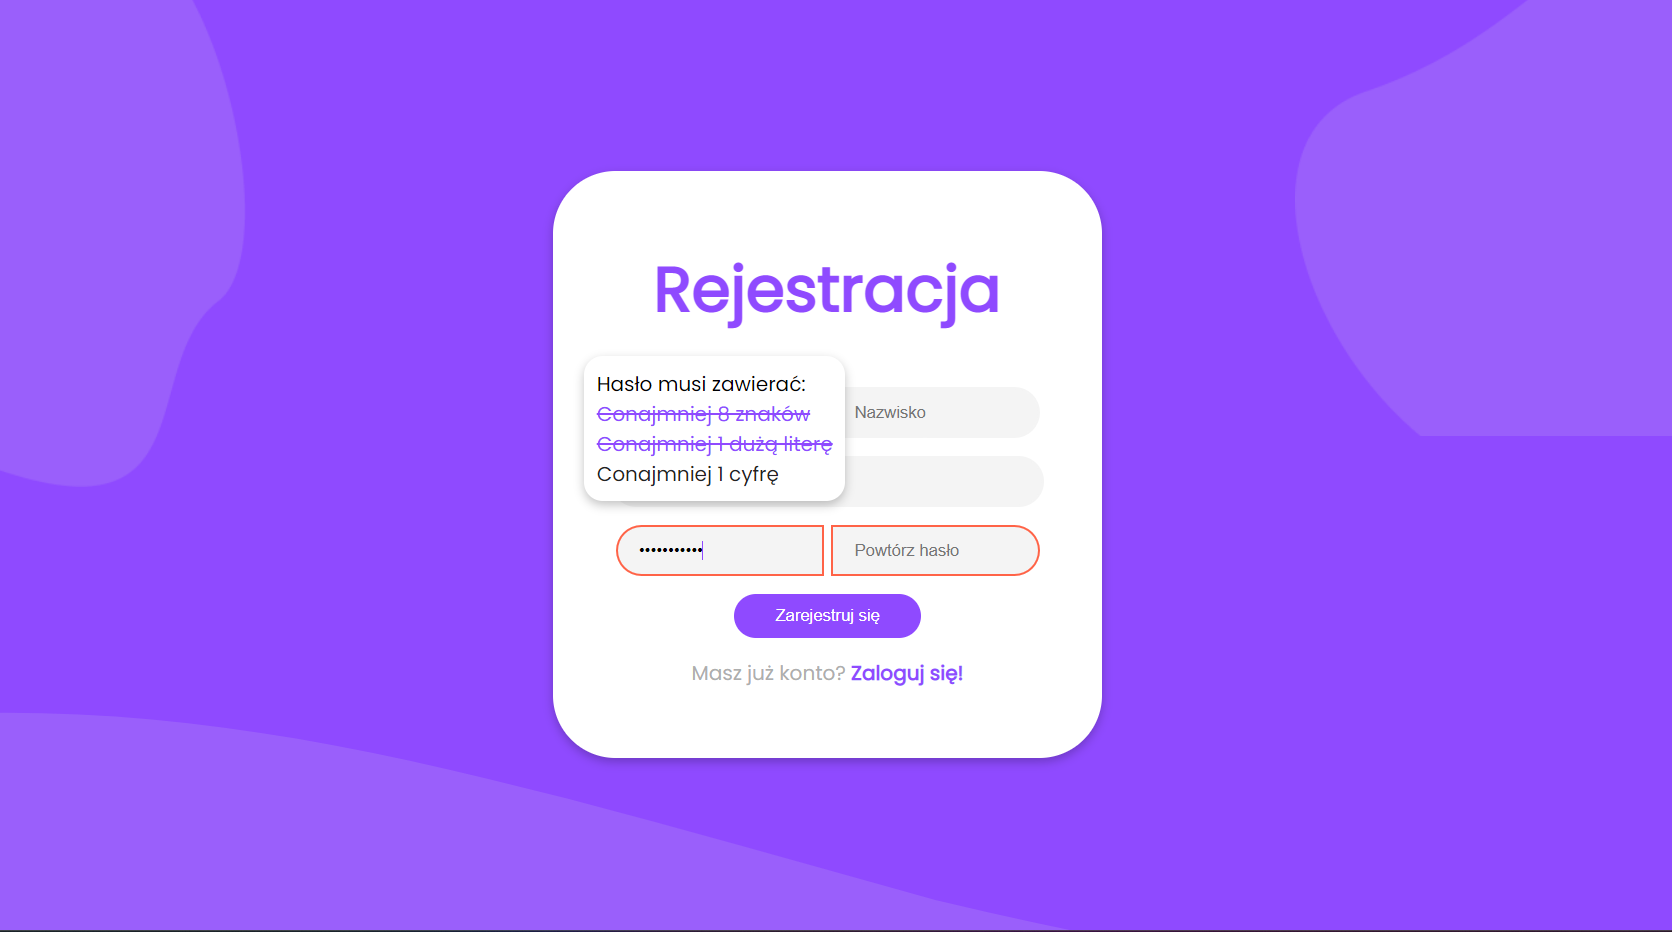 Rejestracja
Hasło musi zawierać:
Conajmniej 8 znaków
Conajmniej 1 dużą literę
Conajmniej 1 cyfrę
Nazwisko
•••••••••••
Powtórz hasło
Zarejestruj się
Masz już konto? Zaloguj się!